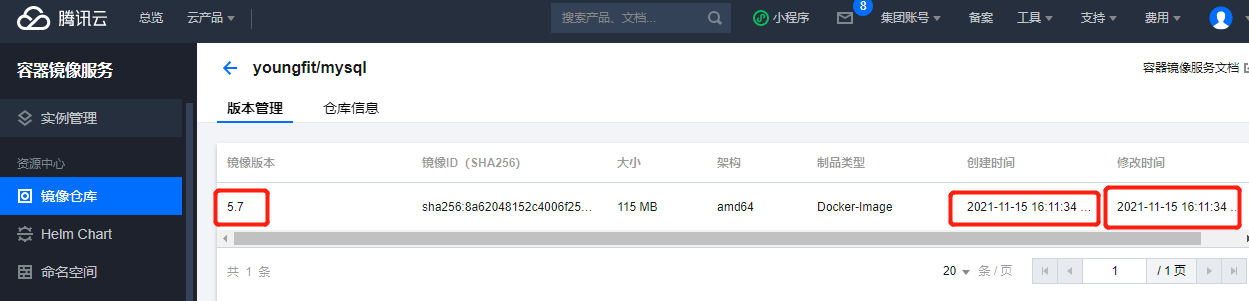 腾讯云 总览 云产品 搜索产品、文档... 小程序 8 集团账号 备案 工具 支持 费用
容器镜像服务
youngfit/mysql 容器镜像服务文档
实例管理
版本管理 仓库信息
资源中心
镜像仓库
Helm Chart
命名空间
镜像版本 镜像ID（SHA256） 大小 架构 制品类型 创建时间 修改时间
5.7 sha256:8a62048152c4006f25... 115 MB amd64 Docker-Image 2021-11-15 16:11:34 ... 2021-11-15 16:11:34 ...
共 1 条 20 条 / 页 1 / 1 页